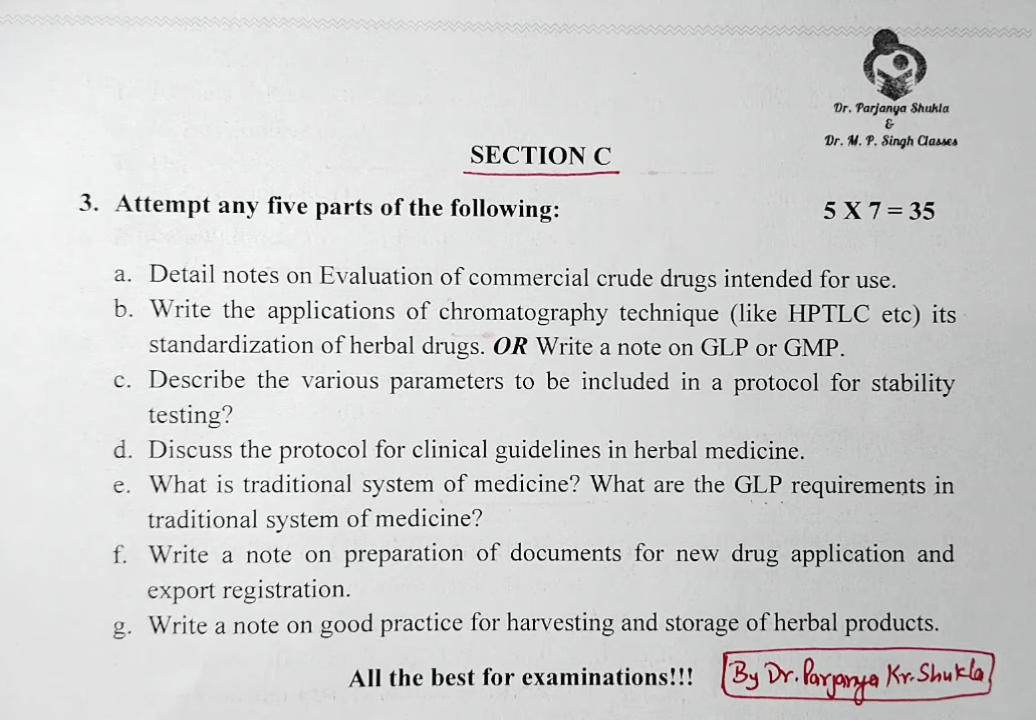 Dr. Parjanya Shukla
&
Dr. M. P. Singh Classes
SECTION C
3. Attempt any five parts of the following: 5 X 7 = 35
a. Detail notes on Evaluation of commercial crude drugs intended for use.
b. Write the applications of chromatography technique (like HPTLC etc) its
standardization of herbal drugs. OR Write a note on GLP or GMP.
c. Describe the various parameters to be included in a protocol for stability
testing?
d. Discuss the protocol for clinical guidelines in herbal medicine.
e. What is traditional system of medicine? What are the GLP requirements in
traditional system of medicine?
f. Write a note on preparation of documents for new drug application and
export registration.
g. Write a note on good practice for harvesting and storage of herbal products.
All the best for examinations!!! By Dr. Parjanya Kr. Shukla